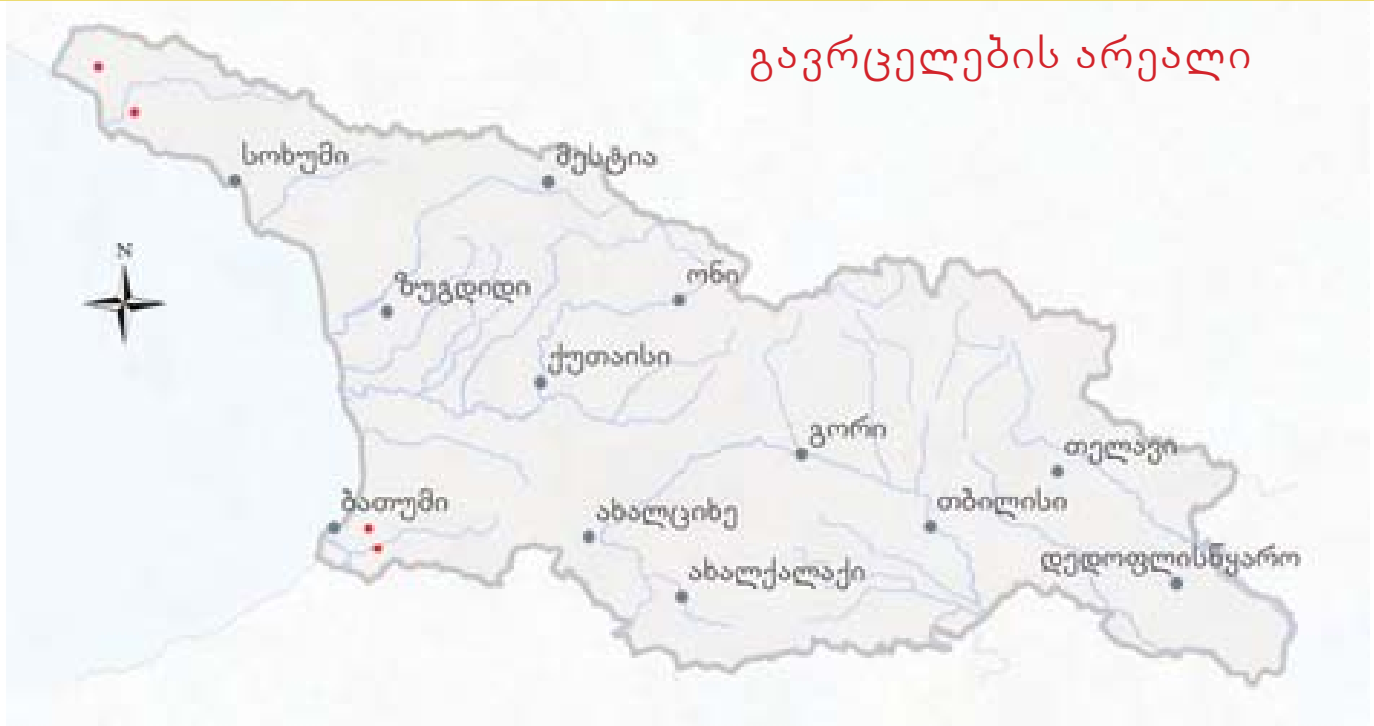 გავრცელების არეალი
სოხუმი
მესტია
N
ონი
ზუგდიდი
ქუთაისი
გორი
თელავი
ბათუმი
ახალციხე
თბილისი
დედოფლისწყარო
ახალქალაქი